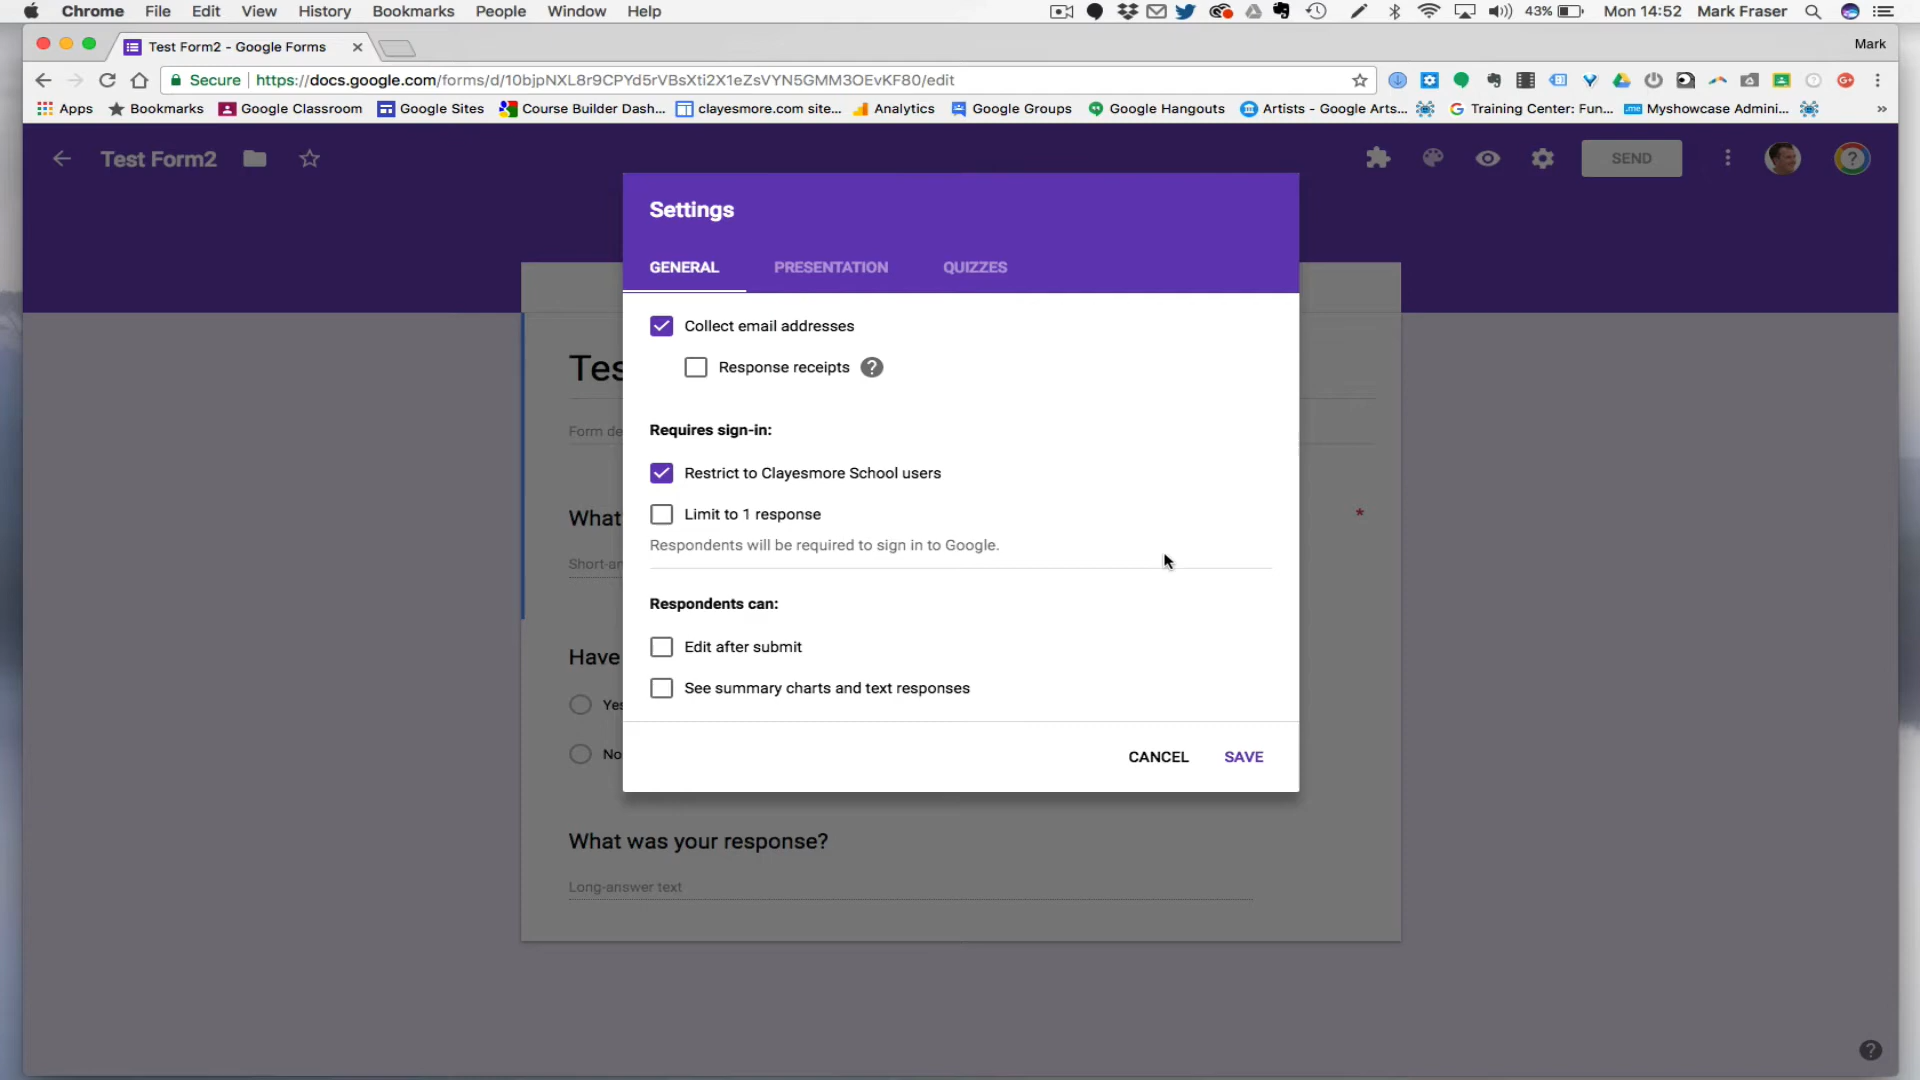 Chrome File Edit View History Bookmarks People Window Help 43% Mon 14:52 Mark Fraser
Test Form2 - Google Forms Mark
Secure https://docs.google.com/forms/d/10bjpNXL8r9CPYd5rVBsXti2X1eZsVYN5GMM3OEvKF80/edit
Apps Bookmarks Google Classroom Google Sites Course Builder Dash... clayesmore.com site... Analytics Google Groups Google Hangouts Artists - Google Arts... Training Center: Fun... Myshowcase Admini... »
Test Form2 SEND
Settings
GENERAL PRESENTATION QUIZZES
Collect email addresses
Response receipts ?
Tes
Form de
Requires sign-in:
Restrict to Clayesmore School users
Limit to 1 response
What *
Respondents will be required to sign in to Google.
Short-an
Respondents can:
Edit after submit
Have
See summary charts and text responses
Yes
No
CANCEL SAVE
What was your response?
Long-answer text